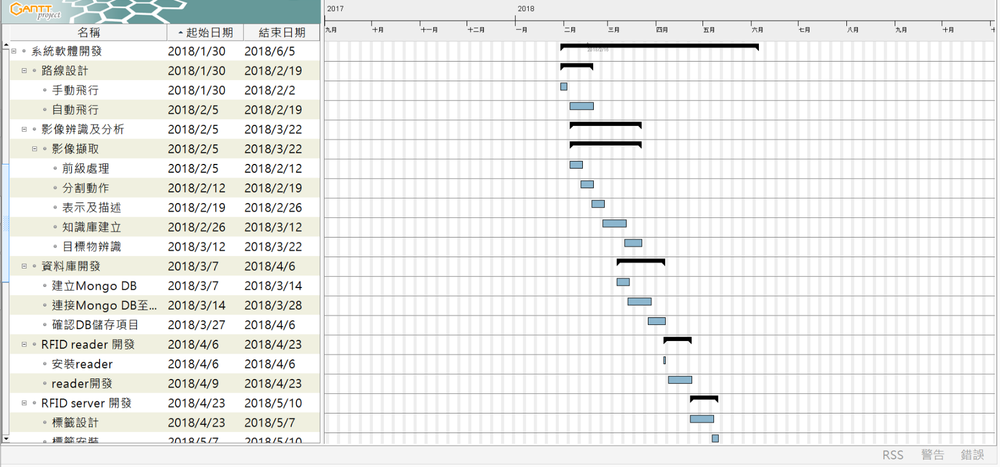 GANTT
project
2017
2018
九月 十月 十一月 十二月 一月 二月 三月 四月 五月 六月 七月 八月 九月 十月
名稱 起始日期 結束日期
2018/2/16
系統軟體開發 2018/1/30 2018/6/5
路線設計 2018/1/30 2018/2/19
手動飛行 2018/1/30 2018/2/2
自動飛行 2018/2/5 2018/2/19
影像辨識及分析 2018/2/5 2018/3/22
影像擷取 2018/2/5 2018/3/22
前級處理 2018/2/5 2018/2/12
分割動作 2018/2/12 2018/2/19
表示及描述 2018/2/19 2018/2/26
知識庫建立 2018/2/26 2018/3/12
目標物辨識 2018/3/12 2018/3/22
資料庫開發 2018/3/7 2018/4/6
建立Mongo DB 2018/3/7 2018/3/14
連接Mongo DB至... 2018/3/14 2018/3/28
確認DB儲存項目 2018/3/27 2018/4/6
RFID reader 開發 2018/4/6 2018/4/23
安裝reader 2018/4/6 2018/4/6
reader開發 2018/4/9 2018/4/23
RFID server 開發 2018/4/23 2018/5/10
標籤設計 2018/4/23 2018/5/7
標籤安裝 2018/5/7 2018/5/10
RSS 警告 錯誤